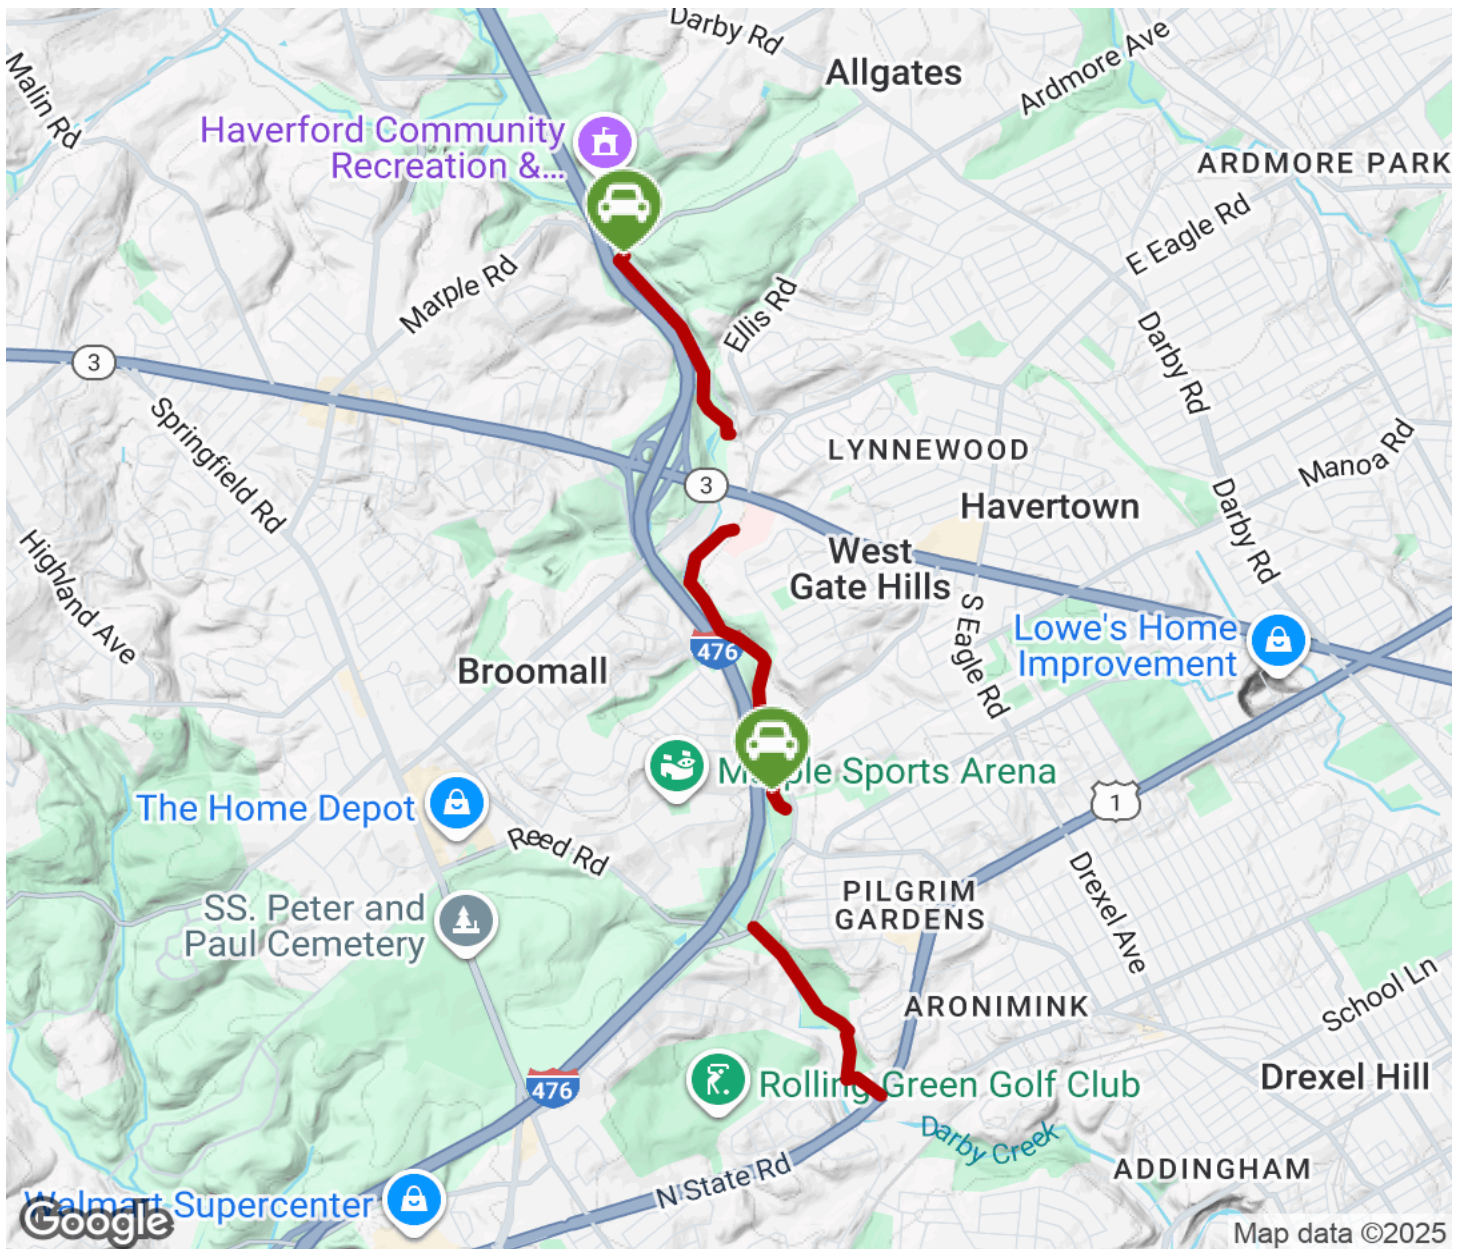 Darby Rd
Allgates
Ardmore Ave
Malin Rd
Haverford Community
Recreation &...
ARDMORE PARK
E Eagle Rd
Marple Rd
Ellis Rd
Darby Rd
3
Springfield Rd
LYNNEWOOD
Manoa Rd
3
Havertown
Darby Rd
West
Gate Hills
Highland Ave
S Eagle Rd
Lowe's Home
Improvement
476
Broomall
Sports Arena
The Home Depot
1
Reed Rd
Drexel Ave
PILGRIM
GARDENS
SS. Peter and
Paul Cemetery
School Ln
ARONIMINK
Drexel Hill
476
Rolling Green Golf Club
Darby Creek
ADDINGHAM
N State Rd
Walmart Supercenter
Google
Map data ©2025